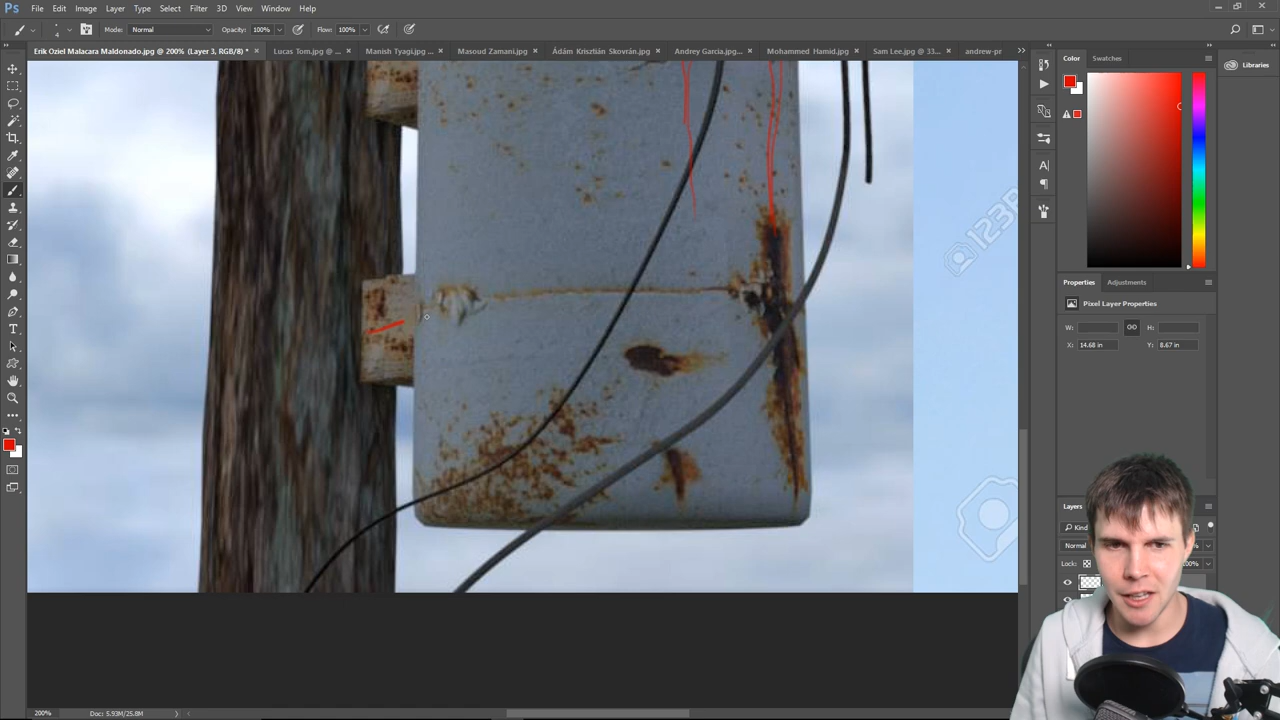 Ps File Edit Image Layer Type Select Filter 3D View Window Help
4 Mode: Normal Opacity: 100% Flow: 100%
Erik Oziel Malacara Maldonado.jpg @ 200% (Layer 3, RGB/8) * × Lucas Tom.jpg @ ... × Manish Tyagi.jpg ... × Masoud Zamani.jpg × Ádám Krisztián Skovrán.jpg × Andrey Garcia.jpg... × Mohammed Hamid.jpg × Sam Lee.jpg @ 33... × andrew-pr
Color Swatches
Libraries
A
T
123R
Properties Adjustments
Pixel Layer Properties
W: H:
X: 14.68 in Y: 8.67 in
Layers
Kind
Normal
Lock: 100%
200% Doc: 5.93M/25.8M